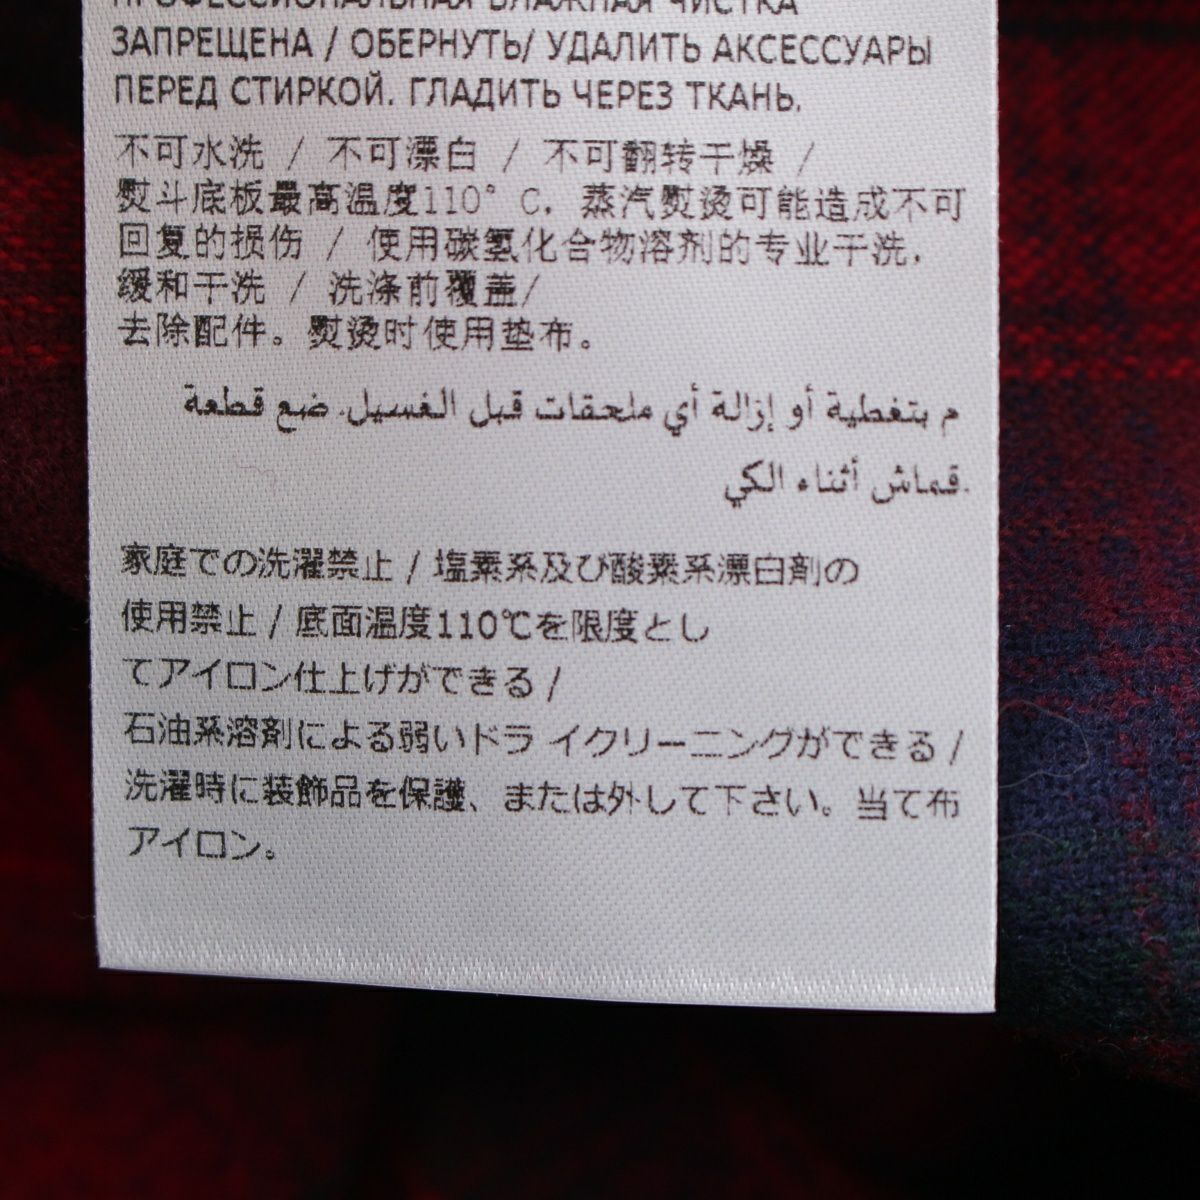 ПРОФЕССИОНАЛЬНАЯ ВЛАЖНАЯ ЧИСТКА
ЗАПРЕЩЕНА / ОБЕРНУТЬ/ УДАЛИТЬ АКСЕССУАРЫ
ПЕРЕД СТИРКОЙ. ГЛАДИТЬ ЧЕРЕЗ ТКАНЬ.
不可水洗 / 不可漂白 / 不可翻转干燥 /
熨斗底板最高温度110° C, 蒸汽熨烫可能造成不可
回复的损伤 / 使用碳氢化合物溶剂的专业干洗,
缓和干洗 / 洗涤前覆盖/
去除配件。熨烫时使用垫布。
م بتغطية أو إزالة أي ملحقات قبل الغسيل. ضع قطعة
.قماش أثناء الكي
家庭での洗濯禁止 / 塩素系及び酸素系漂白剤の
使用禁止 / 底面温度110℃を限度とし
てアイロン仕上げができる /
石油系溶剤による弱いドラ イクリーニングができる /
洗濯時に装飾品を保護、または外して下さい。当て布
アイロン。